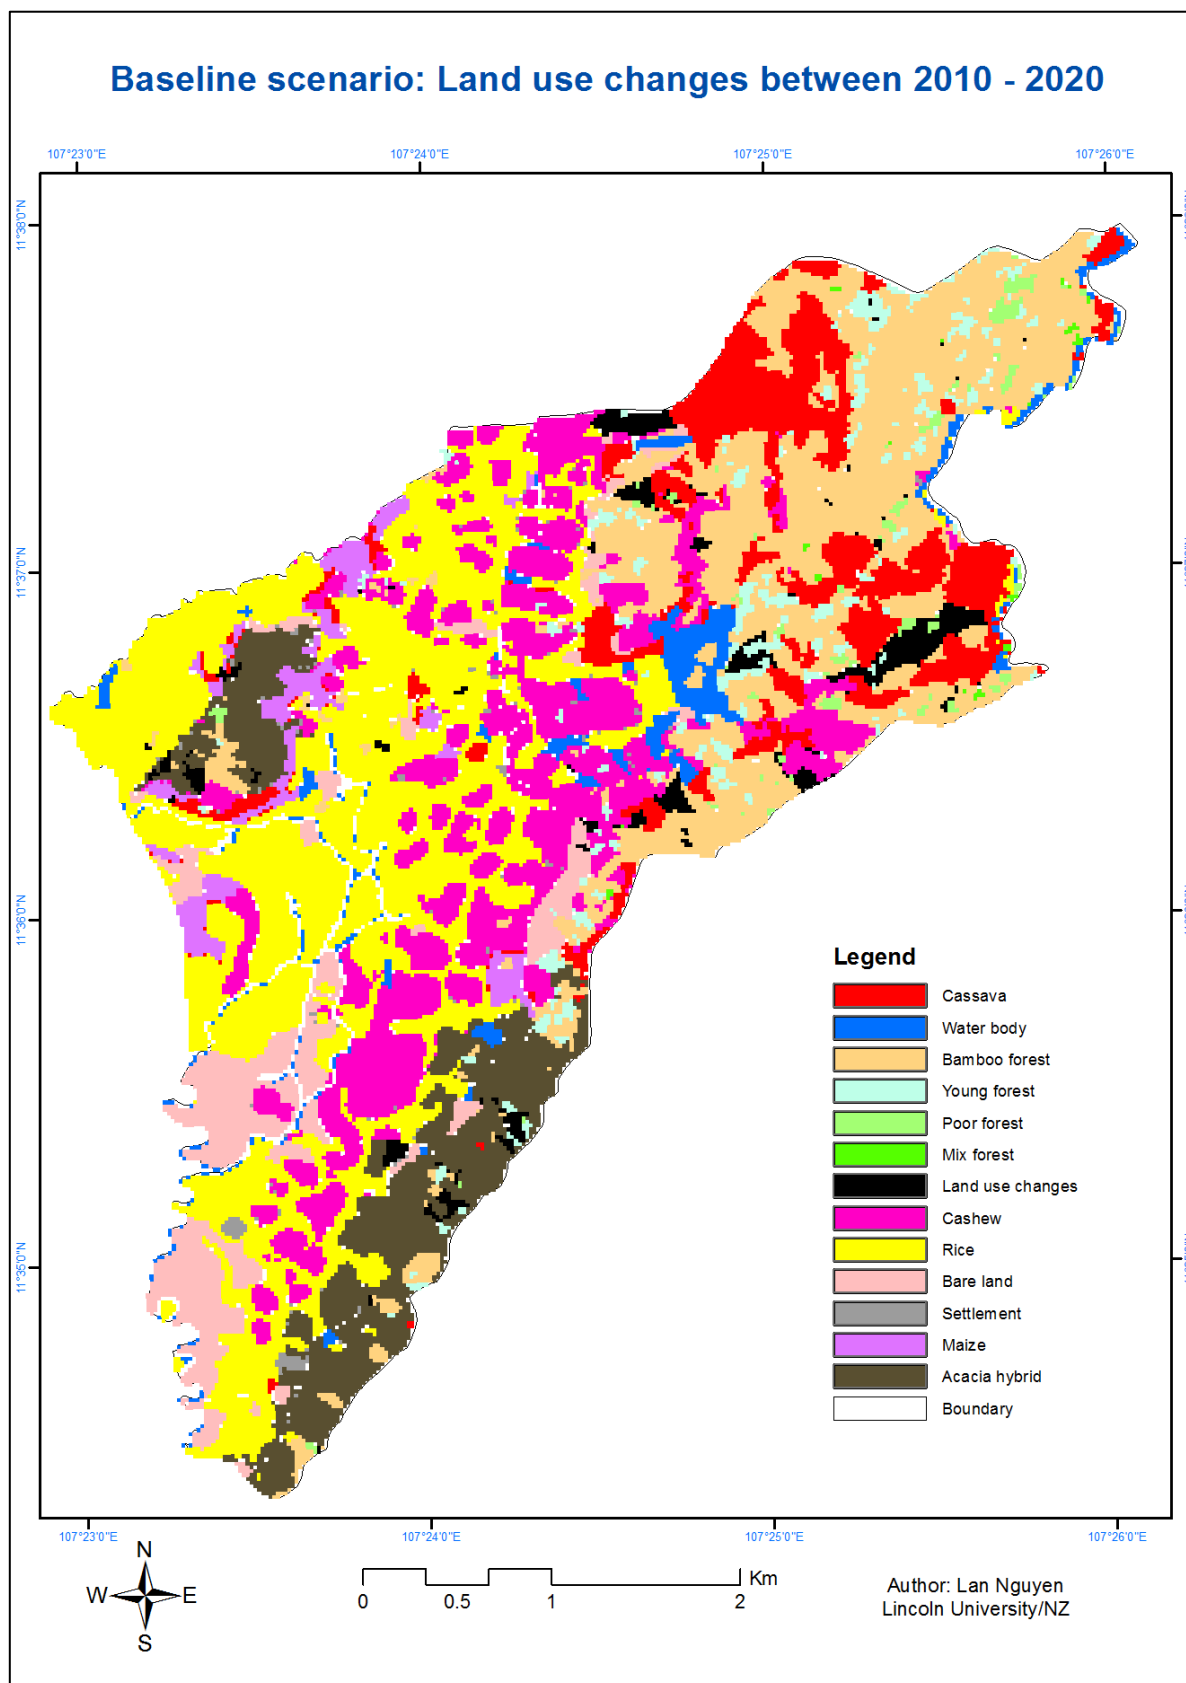 Baseline scenario: Land use changes between 2010 - 2020
107°23'0"E
107°24'0"E
107°25'0"E
107°26'0"E
11°38'0"N
11°37'0"N
11°36'0"N
11°35'0"N
Legend
Cassava
Water body
Bamboo forest
Young forest
Poor forest
Mix forest
Land use changes
Cashew
Rice
Bare land
Settlement
Maize
Acacia hybrid
Boundary
107°23'0"E
107°24'0"E
107°25'0"E
107°26'0"E
N
W
E
S
Km
0
0.5
1
2
Author: Lan Nguyen
Lincoln University/NZ